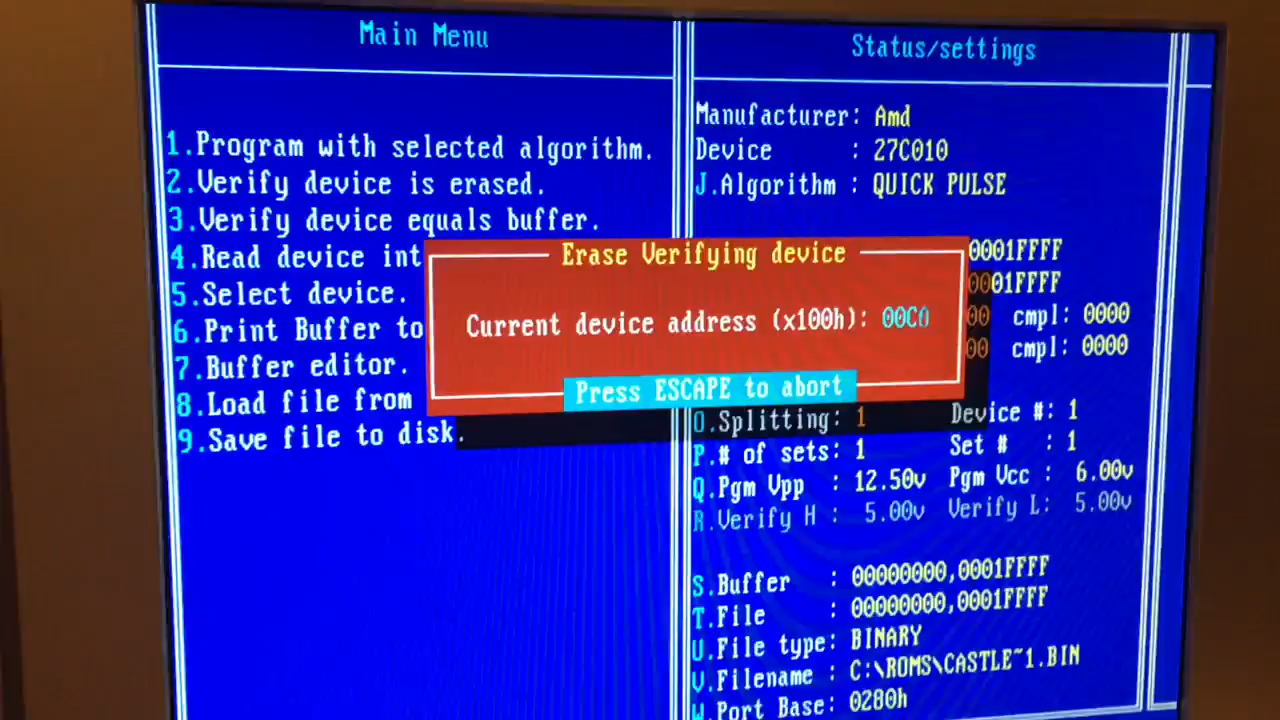 Main Menu
1.Program with selected algorithm.
2.Verify device is erased.
3.Verify device equals buffer.
4.Read device int
5.Select device.
6.Print Buffer to
7.Buffer editor.
8.Load file from
9.Save file to disk.
Erase Verifying device
Current device address (x100h):
Press ESCAPE to abort
Status/settings
Manufacturer: Amd
Device : 27C010
J.Algorithm : QUICK PULSE
0001FFFF
0001FFFF
00 cmpl: 0000
00 cmpl: 0000
O.Splitting: 1 Device #: 1
P.# of sets: 1 Set # : 1
Q.Pgm Vpp : 12.50v Pgm Vcc : 6.00v
R.Verify H : 5.00v Verify L: 5.00v
S.Buffer : 00000000,0001FFFF
T.File : 00000000,0001FFFF
U.File type: BINARY
V.Filename : C:\ROMS\CASTLE~1.BIN
W.Port Base: 0280h